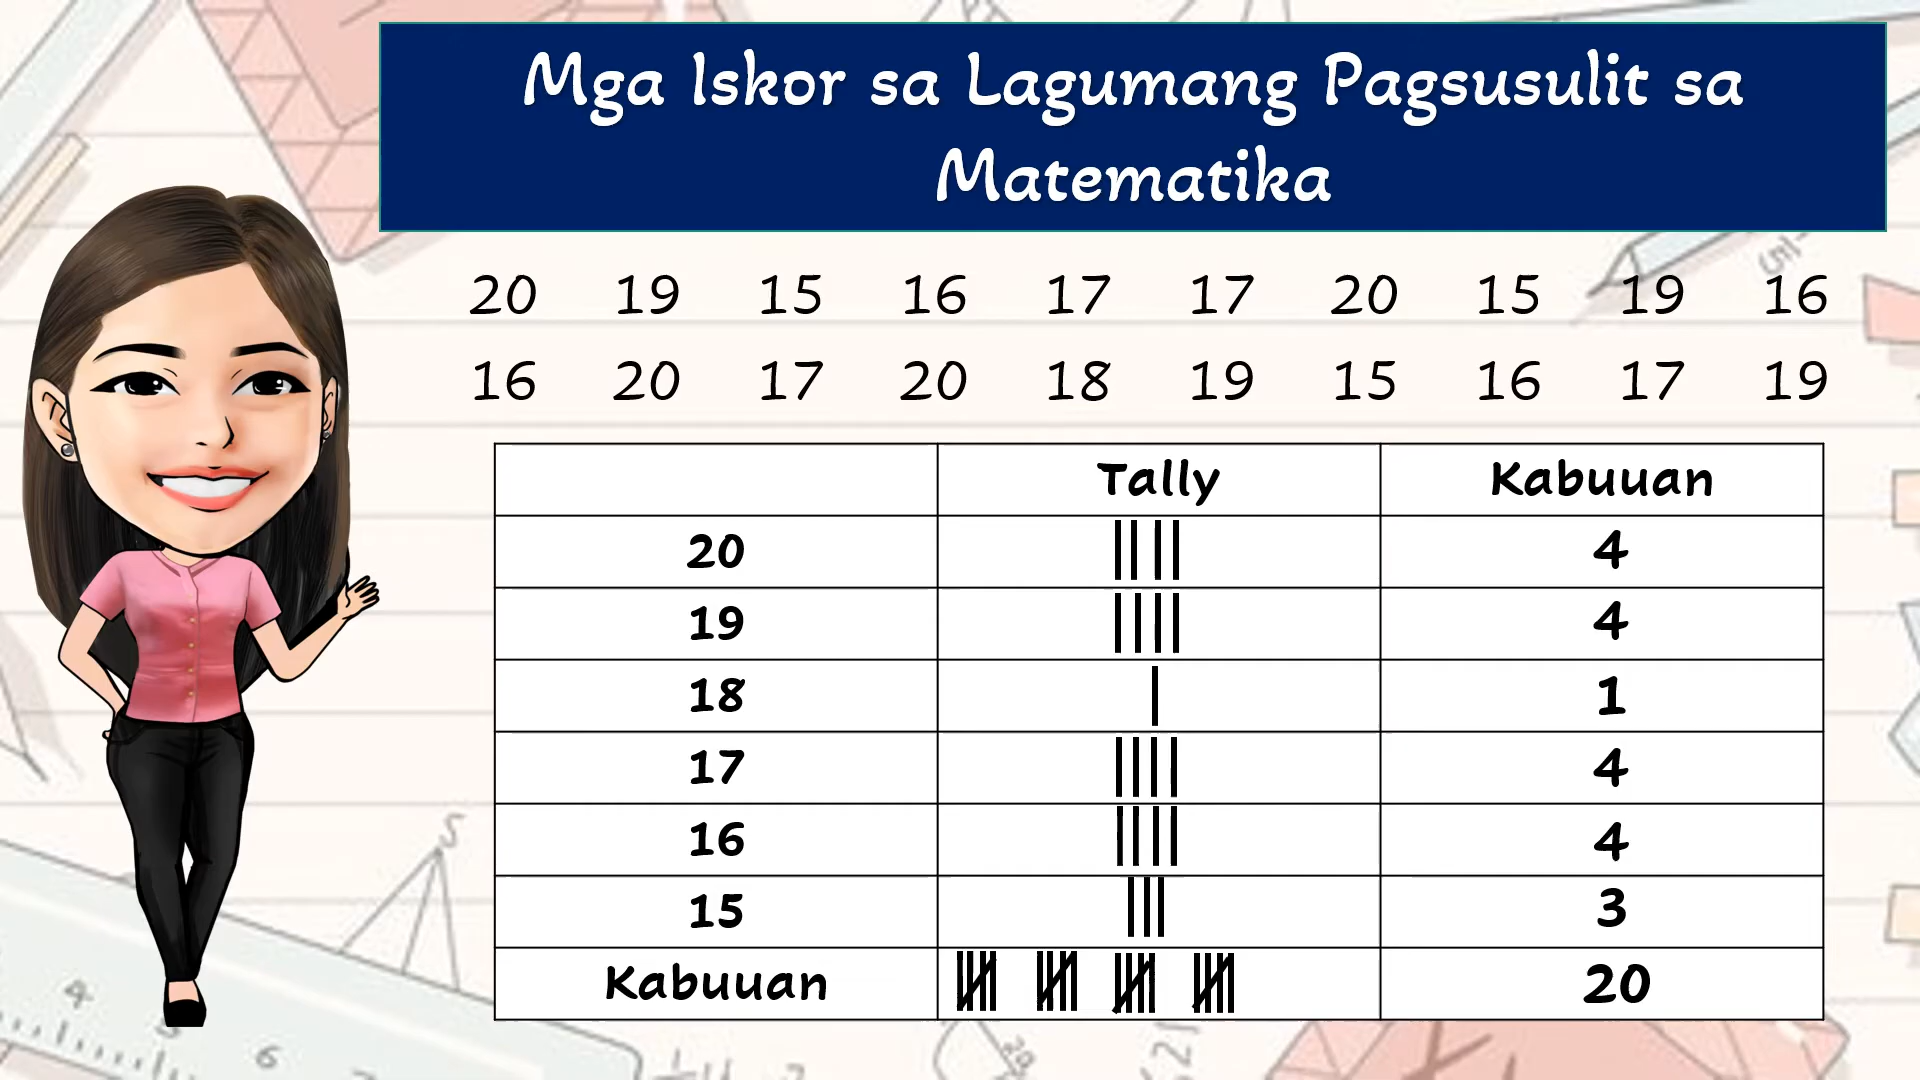 Mga Iskor sa Lagumang Pagsusulit sa
Matematika
20 19 15 16 17 17 20 15 19 16
16 20 17 20 18 19 15 16 17 19
Tally Kabuuan
20 4
19 4
18 1
17 4
16 4
15 3
Kabuuan 20
4
6